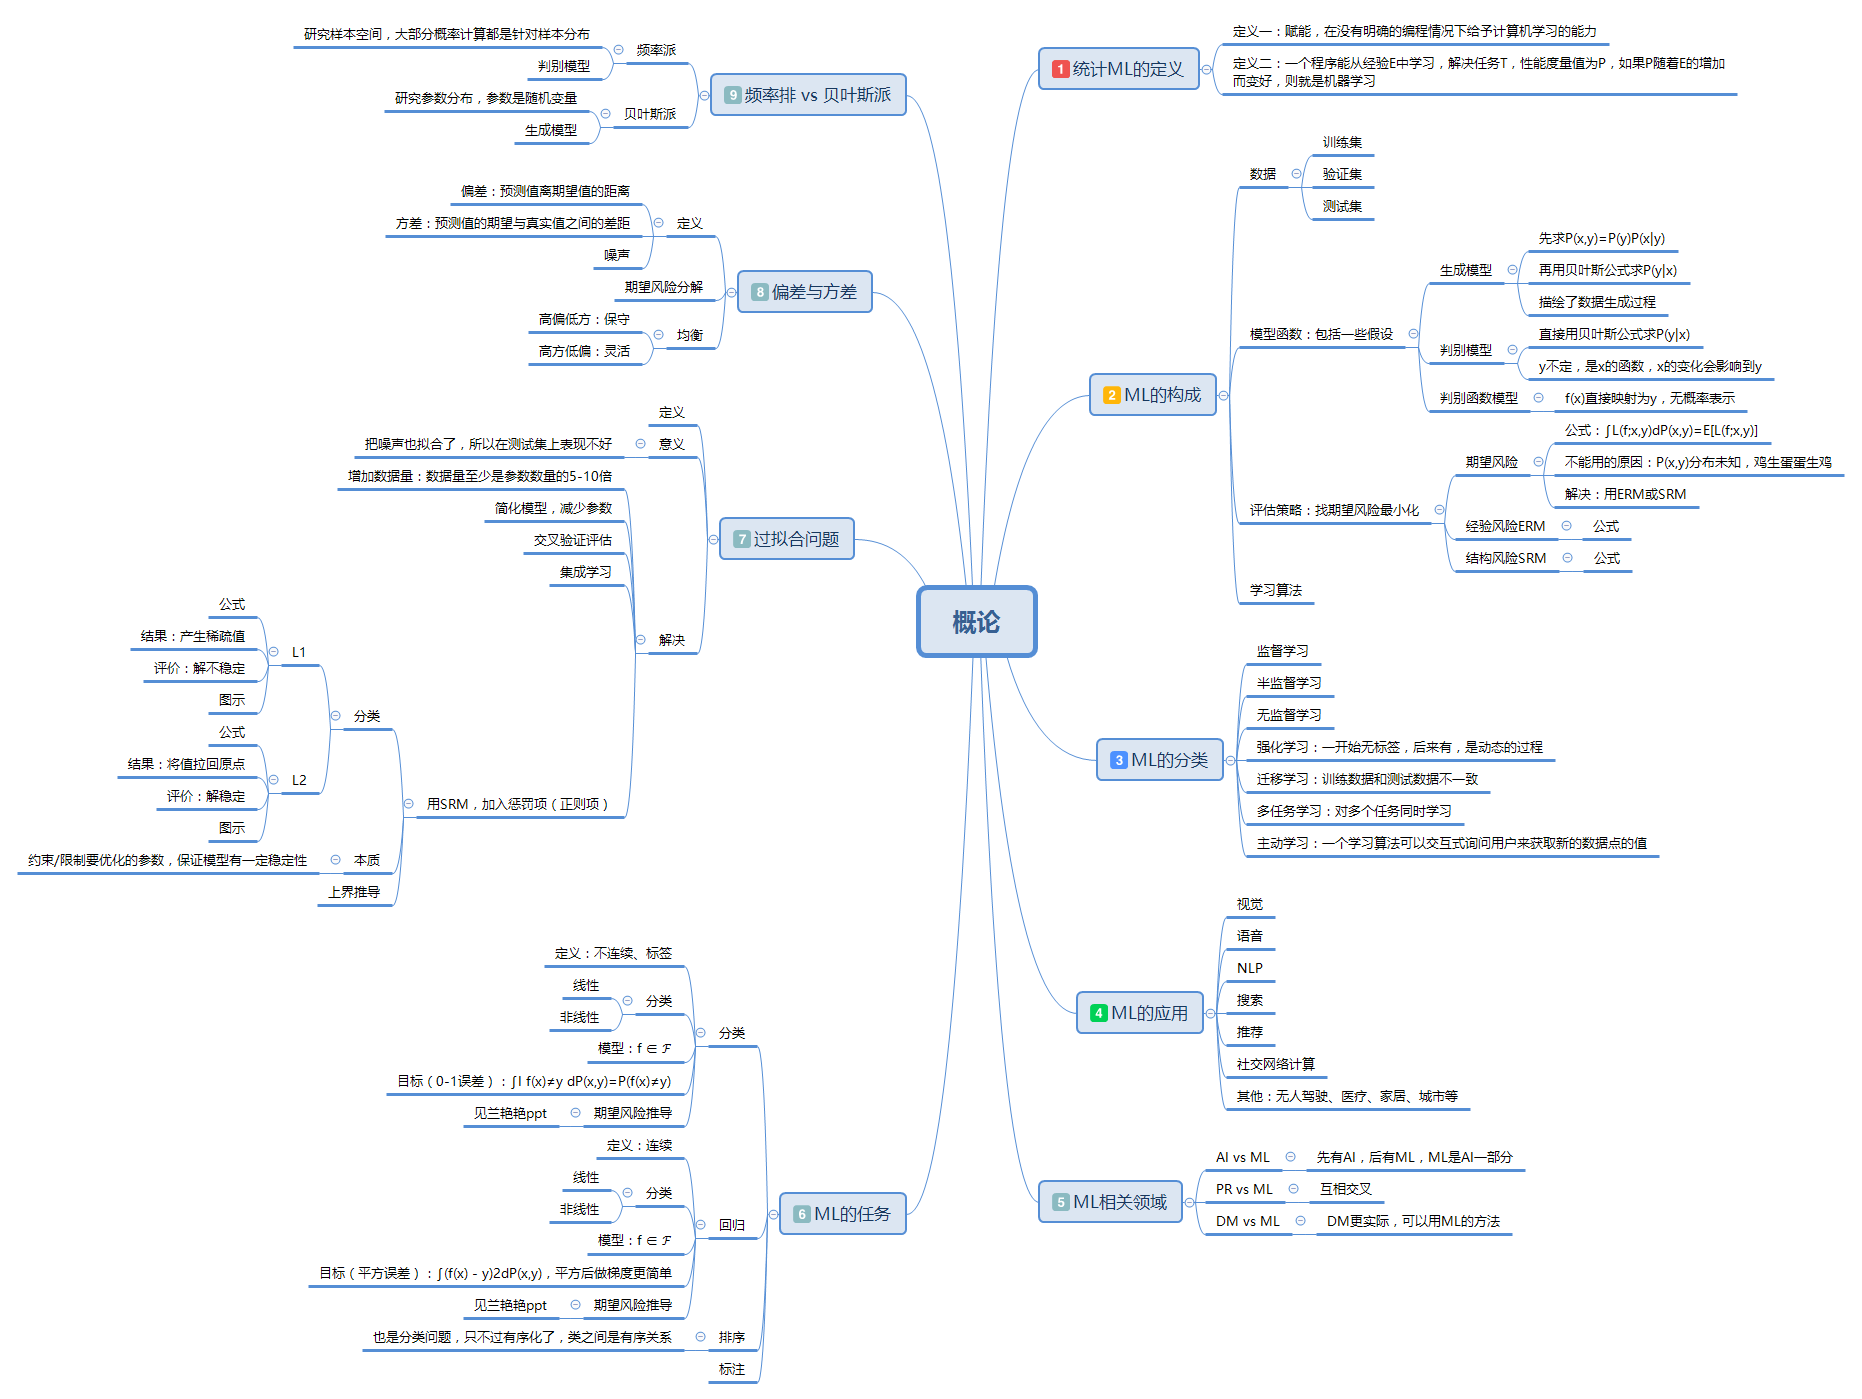 概论
1 统计ML的定义
定义一：赋能，在没有明确的编程情况下给予计算机学习的能力
定义二：一个程序能从经验E中学习，解决任务T，性能度量值为P，如果P随着E的增加
而变好，则就是机器学习
2 ML的构成
数据
训练集
验证集
测试集
模型函数：包括一些假设
生成模型
先求P(x,y)=P(y)P(x|y)
再用贝叶斯公式求P(y|x)
描绘了数据生成过程
判别模型
直接用贝叶斯公式求P(y|x)
y不定，是x的函数，x的变化会影响到y
判别函数模型
f(x)直接映射为y，无概率表示
评估策略：找期望风险最小化
期望风险
公式：∫L(f;x,y)dP(x,y)=E[L(f;x,y)]
不能用的原因：P(x,y)分布未知，鸡生蛋蛋生鸡
解决：用ERM或SRM
经验风险ERM
公式
结构风险SRM
公式
学习算法
3 ML的分类
监督学习
半监督学习
无监督学习
强化学习：一开始无标签，后来有，是动态的过程
迁移学习：训练数据和测试数据不一致
多任务学习：对多个任务同时学习
主动学习：一个学习算法可以交互式询问用户来获取新的数据点的值
4 ML的应用
视觉
语音
NLP
搜索
推荐
社交网络计算
其他：无人驾驶、医疗、家居、城市等
5 ML相关领域
AI vs ML
先有AI，后有ML，ML是AI一部分
PR vs ML
互相交叉
DM vs ML
DM更实际，可以用ML的方法
6 ML的任务
分类
定义：不连续、标签
分类
线性
非线性
模型：f ∈ ℱ
目标（0-1误差）：∫I f(x)≠y dP(x,y)=P(f(x)≠y)
期望风险推导
见兰艳艳ppt
回归
定义：连续
分类
线性
非线性
模型：f ∈ ℱ
目标（平方误差）：∫(f(x) - y)2dP(x,y)，平方后做梯度更简单
期望风险推导
见兰艳艳ppt
排序
也是分类问题，只不过有序化了，类之间是有序关系
标注
7 过拟合问题
定义
意义
把噪声也拟合了，所以在测试集上表现不好
解决
增加数据量：数据量至少是参数数量的5-10倍
简化模型，减少参数
交叉验证评估
集成学习
用SRM，加入惩罚项（正则项）
分类
L1
公式
结果：产生稀疏值
评价：解不稳定
图示
L2
公式
结果：将值拉回原点
评价：解稳定
图示
本质
约束/限制要优化的参数，保证模型有一定稳定性
上界推导
8 偏差与方差
定义
偏差：预测值离期望值的距离
方差：预测值的期望与真实值之间的差距
噪声
期望风险分解
均衡
高偏低方：保守
高方低偏：灵活
9 频率排 vs 贝叶斯派
频率派
研究样本空间，大部分概率计算都是针对样本分布
判别模型
贝叶斯派
研究参数分布，参数是随机变量
生成模型